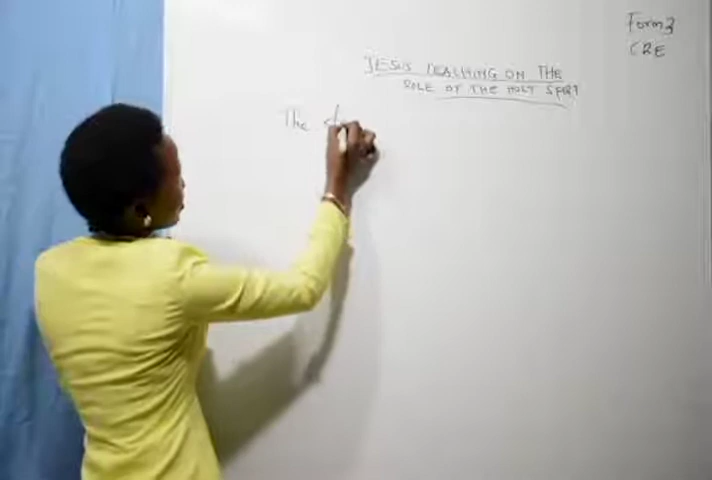 Form 3
CRE
JESUS TEACHING ON THE
ROLE OF THE HOLY SPIRIT
The